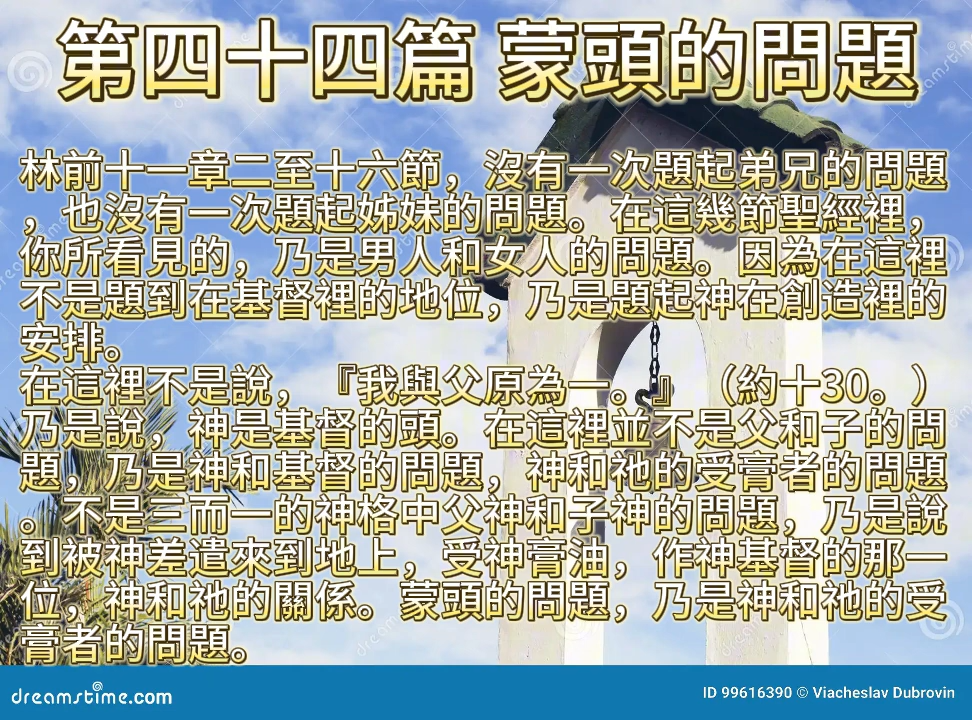 第四十四篇 蒙頭的問題
林前十一章二至十六節，沒有一次題起弟兄的問題
，也沒有一次題起姊妹的問題。在這幾節聖經裡，
你所看見的，乃是男人和女人的問題。因為在這裡
不是題到在基督裡的地位，乃是題起神在創造裡的
安排。
在這裡不是說，『我與父原為一。』（約十30。）
乃是說，神是基督的頭。在這裡並不是父和子的問
題，乃是神和基督的問題，神和祂的受膏者的問題
。不是三而一的神格中父神和子神的問題，乃是說
到被神差遣來到地上，受神膏油，作神基督的那一
位，神和祂的關係。蒙頭的問題，乃是神和祂的受
膏者的問題。
dreamstime.com
ID 99616390 © Viacheslav Dubrovin